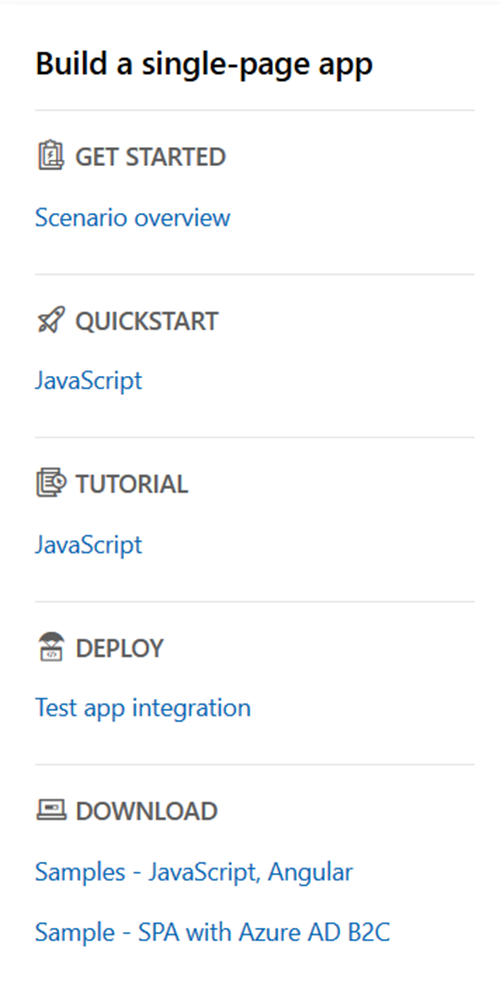 Build a single-page app
GET STARTED
Scenario overview
QUICKSTART
JavaScript
TUTORIAL
JavaScript
DEPLOY
Test app integration
DOWNLOAD
Samples - JavaScript, Angular
Sample - SPA with Azure AD B2C